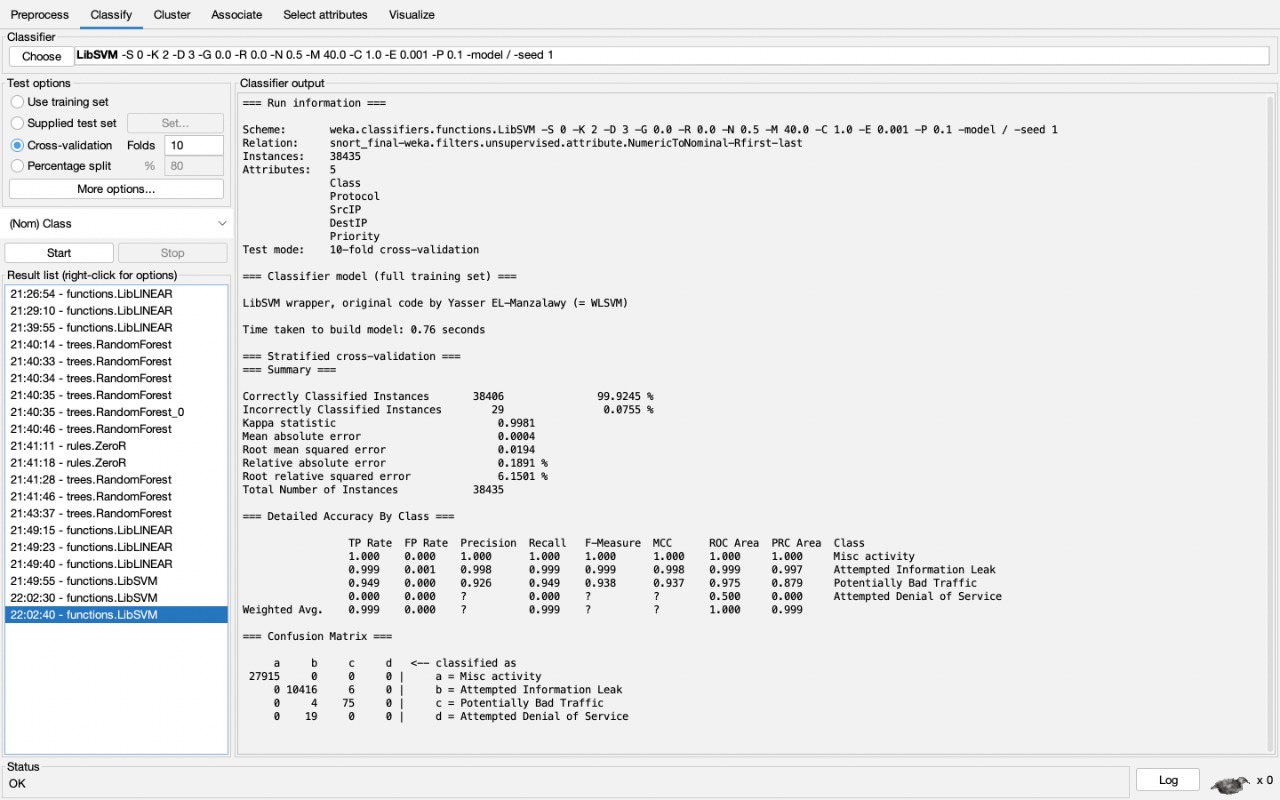 Preprocess Classify Cluster Associate Select attributes Visualize
Classifier
Choose LibSVM -S 0 -K 2 -D 3 -G 0.0 -R 0.0 -N 0.5 -M 40.0 -C 1.0 -E 0.001 -P 0.1 -model / -seed 1
Test options
Use training set
Supplied test set Set...
Cross-validation Folds 10
Percentage split % 80
More options...
(Nom) Class
Start Stop
Result list (right-click for options)
21:26:54 - functions.LibLINEAR
21:29:10 - functions.LibLINEAR
21:39:55 - functions.LibLINEAR
21:40:14 - trees.RandomForest
21:40:33 - trees.RandomForest
21:40:34 - trees.RandomForest
21:40:35 - trees.RandomForest
21:40:35 - trees.RandomForest_0
21:40:46 - trees.RandomForest
21:41:11 - rules.ZeroR
21:41:18 - rules.ZeroR
21:41:28 - trees.RandomForest
21:41:46 - trees.RandomForest
21:43:37 - trees.RandomForest
21:49:15 - functions.LibLINEAR
21:49:23 - functions.LibLINEAR
21:49:40 - functions.LibLINEAR
21:49:55 - functions.LibSVM
22:02:30 - functions.LibSVM
22:02:40 - functions.LibSVM
Classifier output
=== Run information ===
Scheme: weka.classifiers.functions.LibSVM -S 0 -K 2 -D 3 -G 0.0 -R 0.0 -N 0.5 -M 40.0 -C 1.0 -E 0.001 -P 0.1 -model / -seed 1
Relation: snort_final-weka.filters.unsupervised.attribute.NumericToNominal-Rfirst-last
Instances: 38435
Attributes: 5
Class
Protocol
SrcIP
DestIP
Priority
Test mode: 10-fold cross-validation
=== Classifier model (full training set) ===
LibSVM wrapper, original code by Yasser EL-Manzalawy (= WLSVM)
Time taken to build model: 0.76 seconds
=== Stratified cross-validation ===
=== Summary ===
Correctly Classified Instances 38406 99.9245 %
Incorrectly Classified Instances 29 0.0755 %
Kappa statistic 0.9981
Mean absolute error 0.0004
Root mean squared error 0.0194
Relative absolute error 0.1891 %
Root relative squared error 6.1501 %
Total Number of Instances 38435
=== Detailed Accuracy By Class ===
TP Rate FP Rate Precision Recall F-Measure MCC ROC Area PRC Area Class
1.000 0.000 1.000 1.000 1.000 1.000 1.000 1.000 Misc activity
0.999 0.001 0.998 0.999 0.999 0.998 0.999 0.997 Attempted Information Leak
0.949 0.000 0.926 0.949 0.938 0.937 0.975 0.879 Potentially Bad Traffic
0.000 0.000 ? 0.000 ? ? 0.500 0.000 Attempted Denial of Service
Weighted Avg. 0.999 0.000 ? 0.999 ? ? 1.000 0.999
=== Confusion Matrix ===
a b c d <-- classified as
27915 0 0 0 | a = Misc activity
0 10416 6 0 | b = Attempted Information Leak
0 4 75 0 | c = Potentially Bad Traffic
0 19 0 0 | d = Attempted Denial of Service
Status
OK
Log x 0